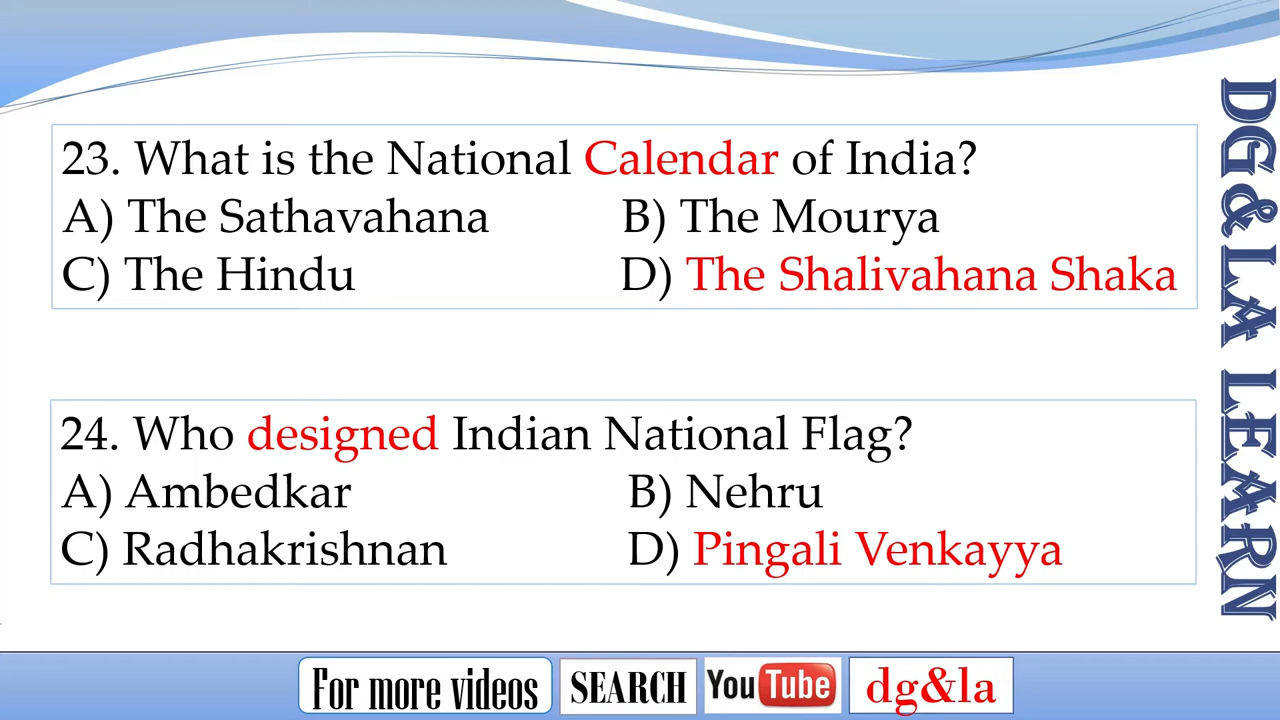 23. What is the National Calendar of India?
A) The Sathavahana B) The Mourya
C) The Hindu D) The Shalivahana Shaka
24. Who designed Indian National Flag?
A) Ambedkar B) Nehru
C) Radhakrishnan D) Pingali Venkayya
DG&LA LEARN
For more videos SEARCH YouTube dg&la